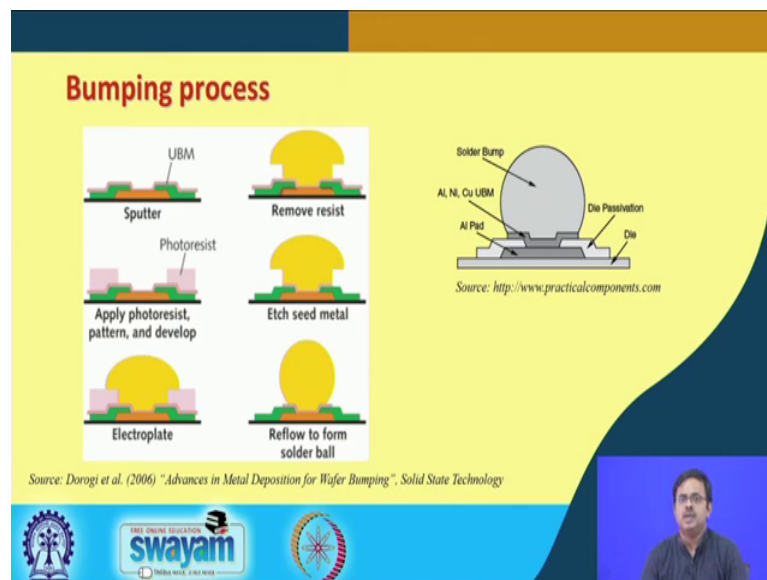 Bumping process
UBM
Sputter
Photoresist
Apply photoresist,
pattern, and develop
Electroplate
Remove resist
Etch seed metal
Reflow to form
solder ball
Solder Bump
Al, Ni, Cu UBM
Al Pad
Die Passivation
Die
Source: http://www.practicalcomponents.com
Source: Dorogi et al. (2006) "Advances in Metal Deposition for Wafer Bumping", Solid State Technology
FREE ONLINE EDUCATION
swayam